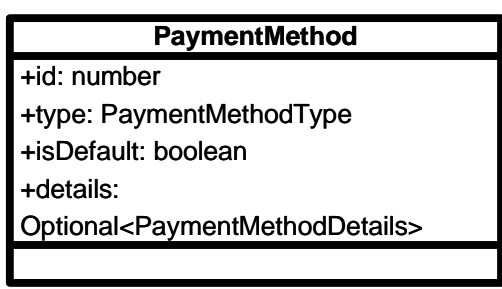 PaymentMethod
+id: number
+type: PaymentMethodType
+isDefault: boolean
+details:
Optional<PaymentMethodDetails>